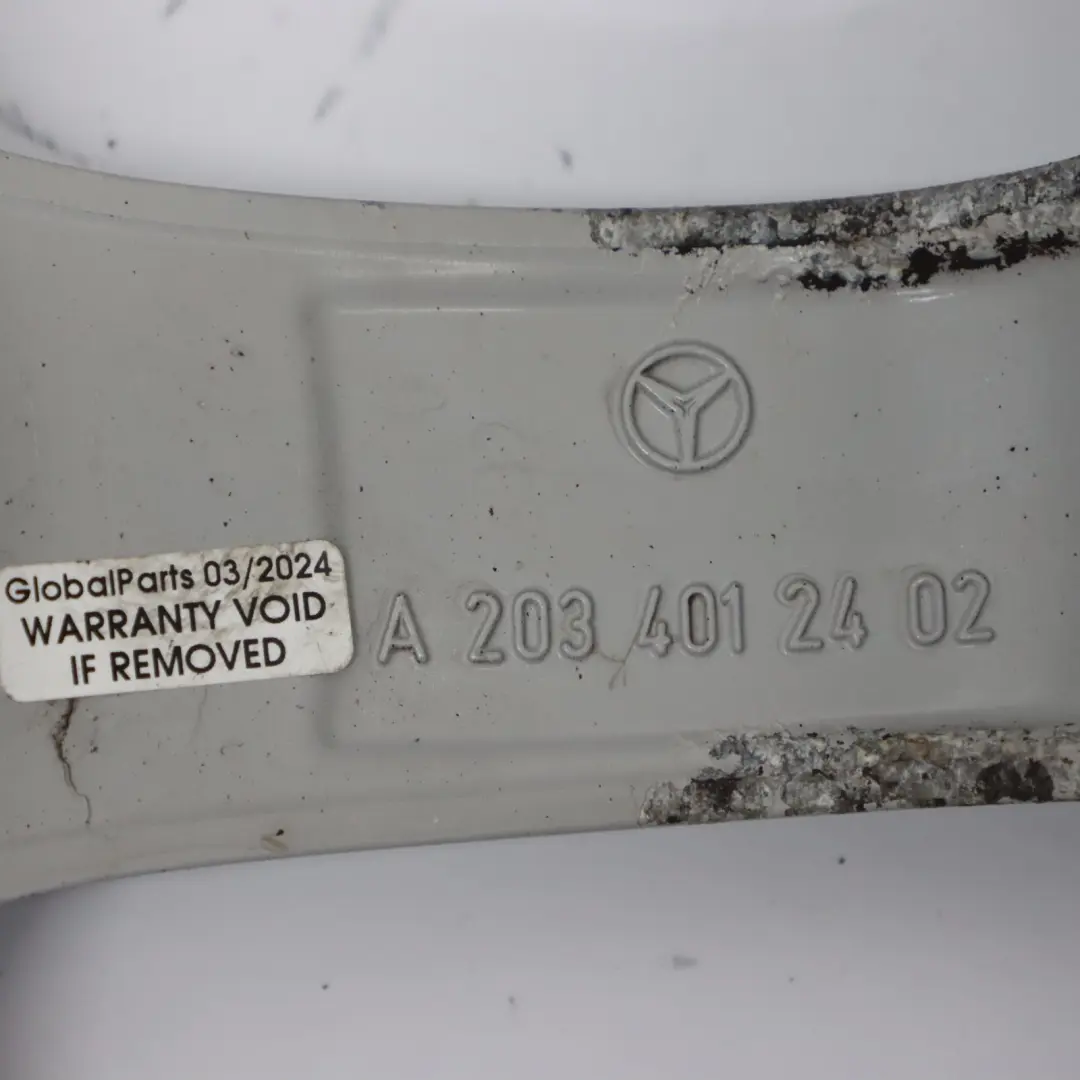 GlobalParts 03/2024
WARRANTY VOID
IF REMOVED
A 203 401 24 02